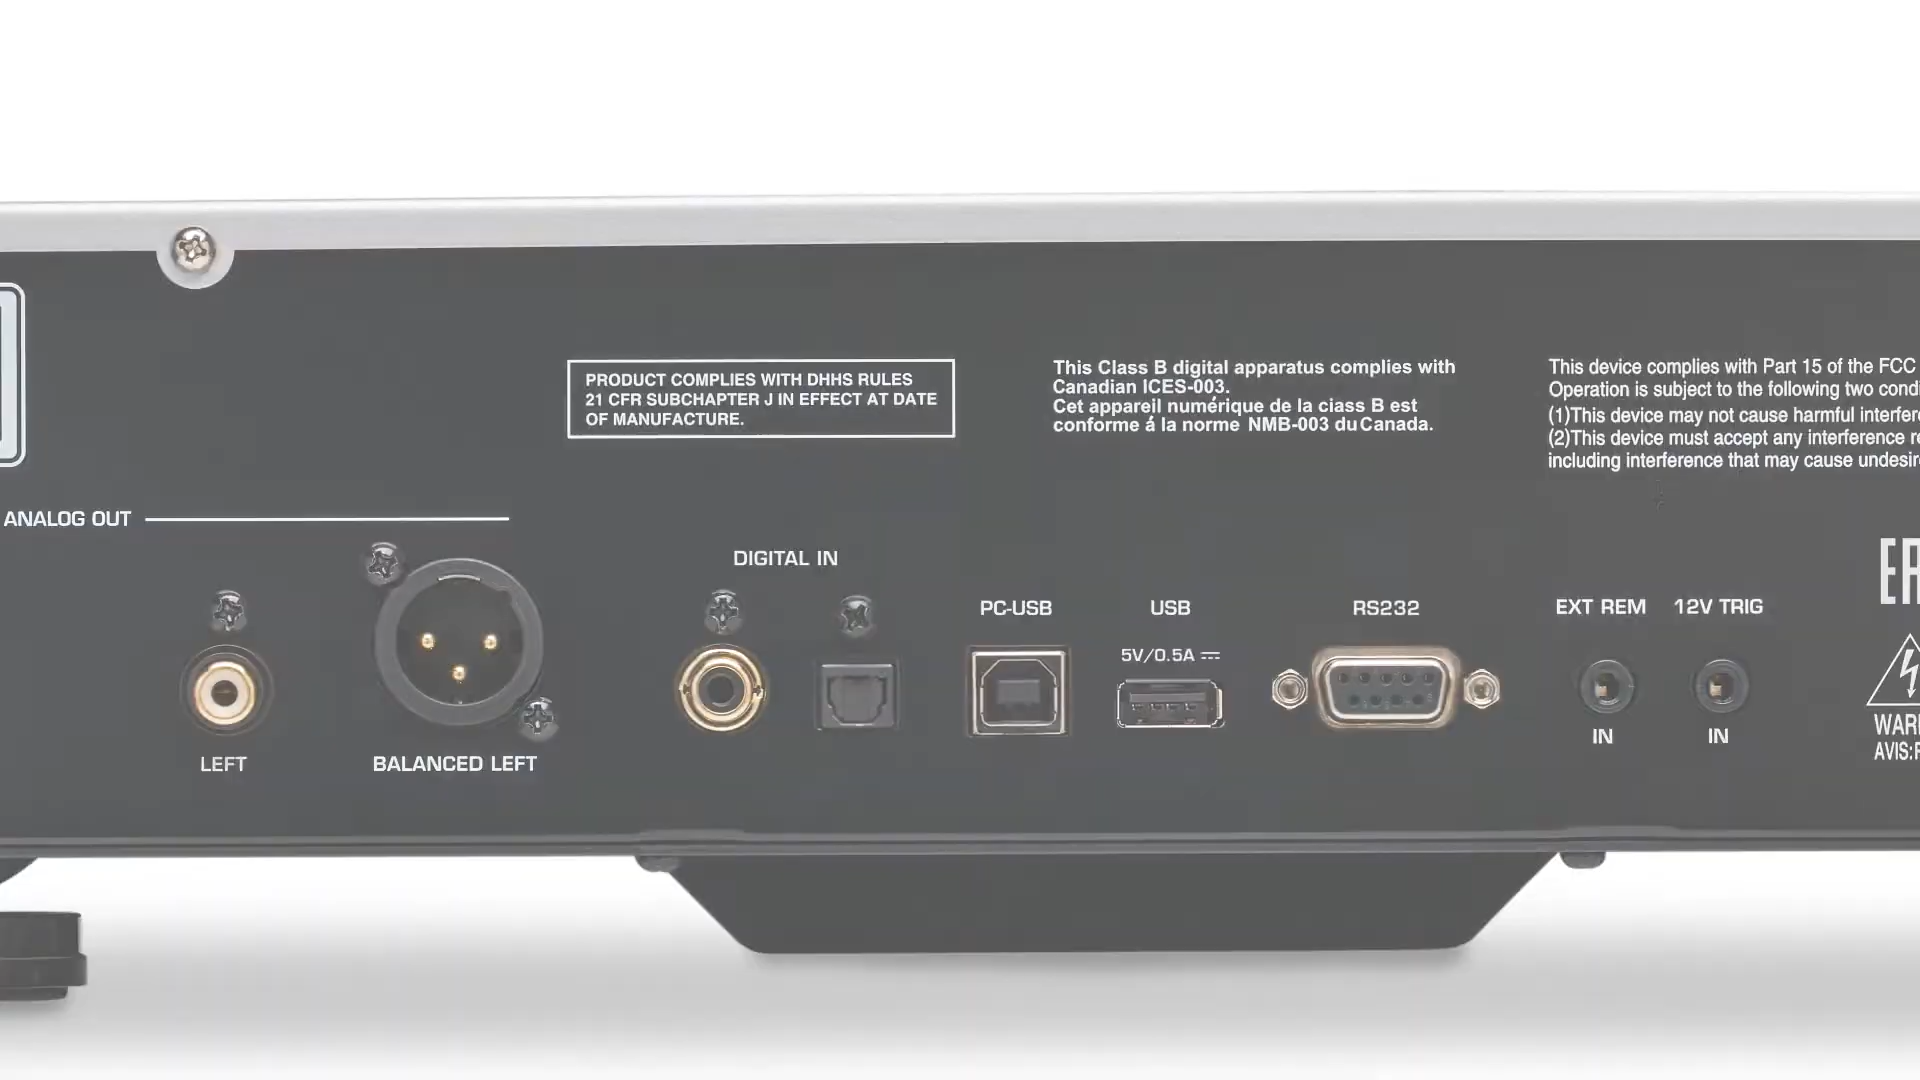 PRODUCT COMPLIES WITH DHHS RULES
21 CFR SUBCHAPTER J IN EFFECT AT DATE
OF MANUFACTURE.
This Class B digital apparatus complies with
Canadian ICES-003.
Cet appareil numérique de la ciass B est
conforme á la norme NMB-003 du Canada.
This device complies with Part 15 of the FCC
Operation is subject to the following two
(1)This device may not cause harmful
(2)This device must accept any interference
including interference that may cause
ANALOG OUT
DIGITAL IN
PC-USB
USB
RS232
EXT REM
12V TRIG
5V/0.5A
IN
IN
LEFT
BALANCED LEFT
AVIS: